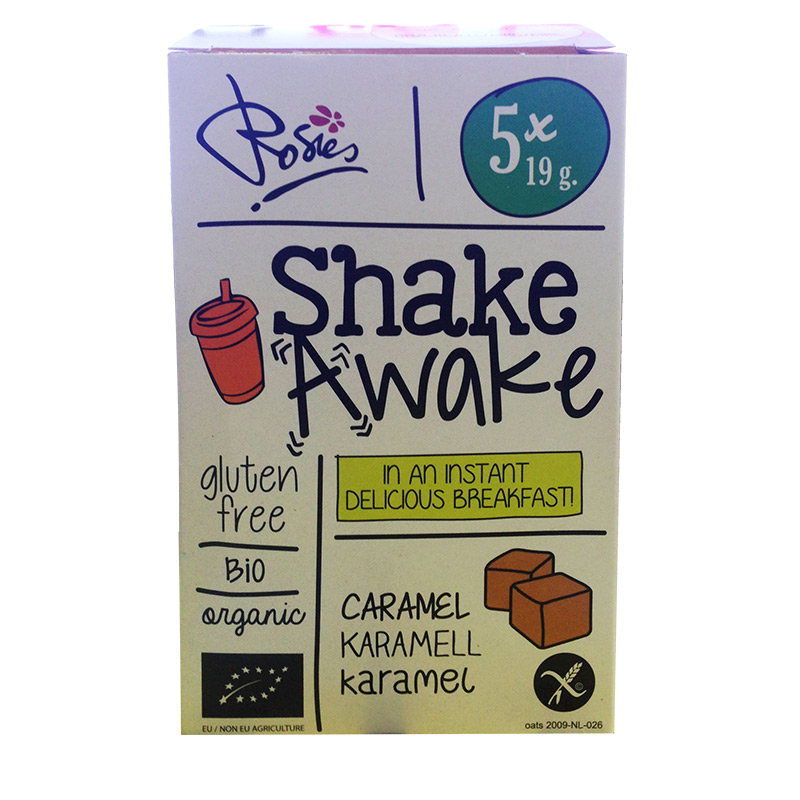 Rosies
5x
19 g.
Shake
Awake
gluten
free
BiO
organic
IN AN INSTANT
DELICIOUS BREAKFAST!
CARAMEL
KARAMELL
karamel
EU / NON EU AGRICULTURE
oats 2009-NL-026